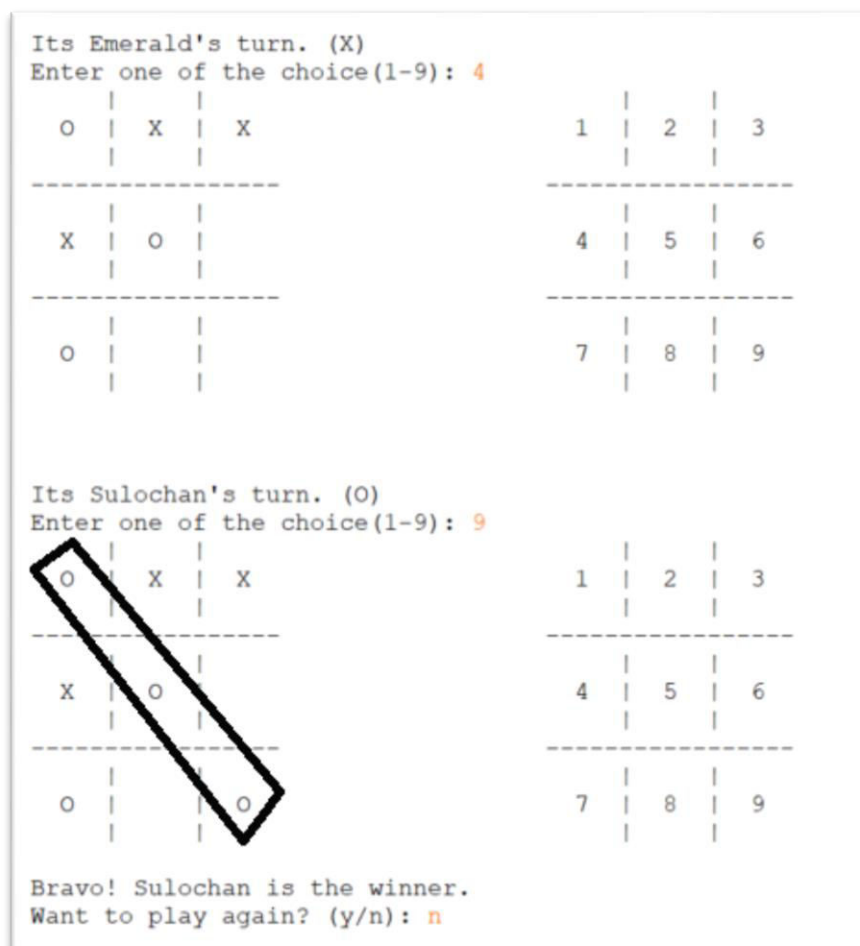 Its Emerald's turn. (X)
Enter one of the choice(1-9): 4
     |     |                           |     |
  O  |  X  |  X                     1  |  2  |  3
     |     |                           |     |
-----------------                 -----------------
     |     |                           |     |
  X  |  O  |                        4  |  5  |  6
     |     |                           |     |
-----------------                 -----------------
     |     |                           |     |
  O  |     |                        7  |  8  |  9
     |     |                           |     |
Its Sulochan's turn. (O)
Enter one of the choice(1-9): 9
     |     |                           |     |
  O  |  X  |  X                     1  |  2  |  3
     |     |                           |     |
-----------------                 -----------------
     |     |                           |     |
  X  |  O  |                        4  |  5  |  6
     |     |                           |     |
-----------------                 -----------------
     |     |                           |     |
  O  |     |  O                     7  |  8  |  9
     |     |                           |     |
Bravo! Sulochan is the winner.
Want to play again? (y/n): n